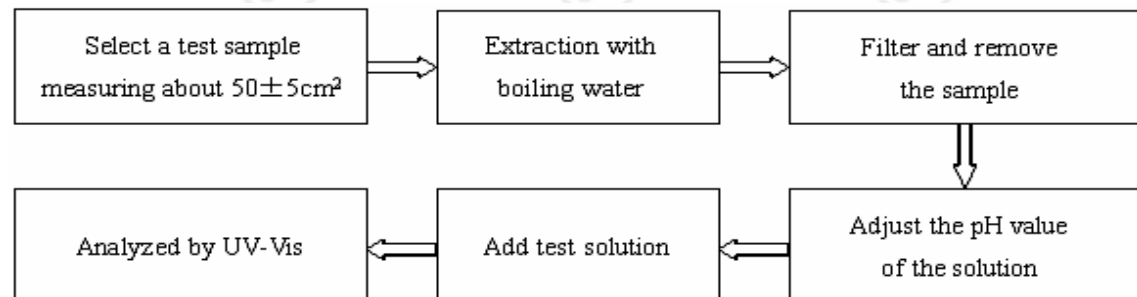 Select a test sample
measuring about 50±5cm²
Extraction with
boiling water
Filter and remove
the sample
Adjust the pH value
of the solution
Add test solution
Analyzed by UV-Vis